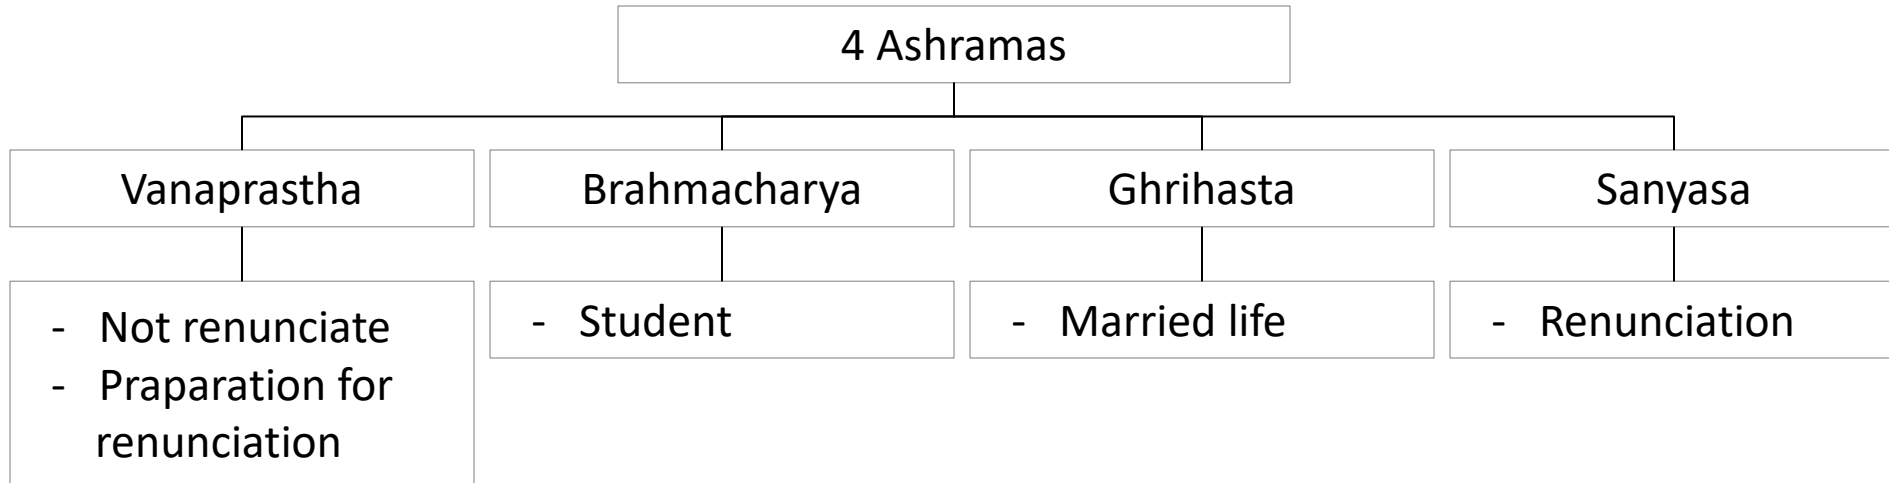 4 Ashramas
Vanaprastha
Brahmacharya
Ghrihasta
Sanyasa
- Not renunciate
- Praparation for
renunciation
- Student
- Married life
- Renunciation